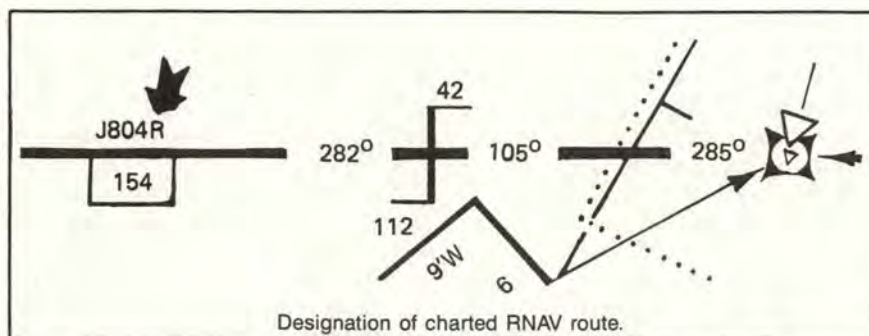 42
J804R
282° 105° 285°
154
112
9'W
6
Designation of charted RNAV route.